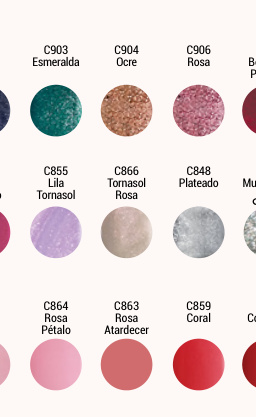 C903
Esmeralda
C904
Ocre
C906
Rosa
C855
Lila
Tornasol
C866
Tornasol
Rosa
C848
Plateado
C864
Rosa
Pétalo
C863
Rosa
Atardecer
C859
Coral